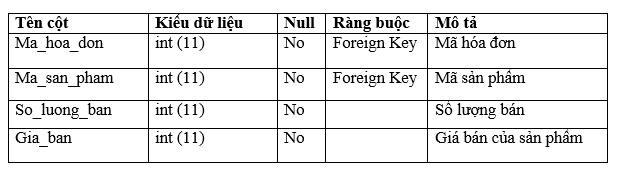 Tên cột Kiểu dữ liệu Null Ràng buộc Mô tả
Ma_hoa_don int (11) No Foreign Key Mã hóa đơn
Ma_san_pham int (11) No Foreign Key Mã sản phẩm
So_luong_ban int (11) No Số lượng bán
Gia_ban int (11) No Giá bán của sản phẩm